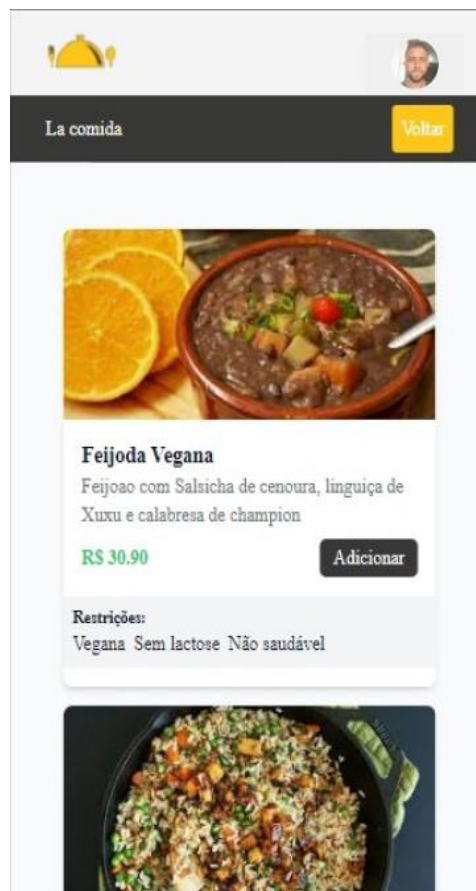 La comida
Voltar
Feijoda Vegana
Feijoao com Salsicha de cenoura, linguiça de
Xuxu e calabresa de champion
R$ 30.90
Adicionar
Restrições:
Vegana Sem lactose Não saudável